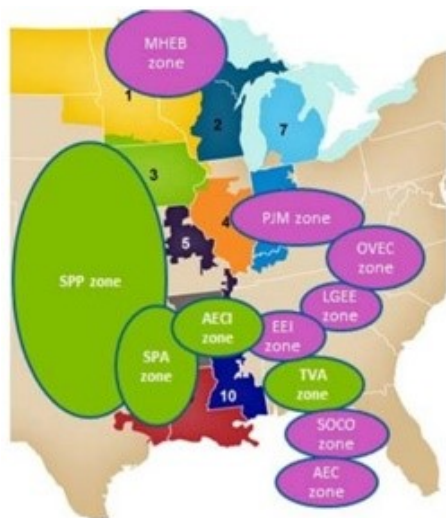 MHEB
zone
1
2
7
3
4
5
PJM zone
OVEC
zone
SPP zone
LGEE
zone
AECI
zone
EEI
zone
SPA
zone
TVA
zone
10
SOCO
zone
AEC
zone